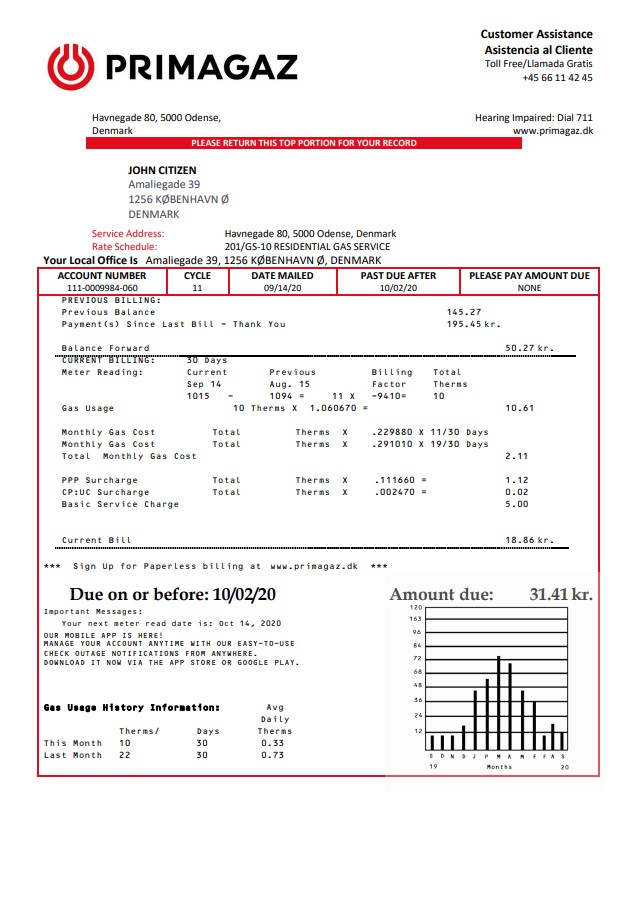 PRIMAGAZ
Customer Assistance
Asistencia al Cliente
Toll Free/Llamada Gratis
+45 66 11 42 45
Havnegade 80, 5000 Odense,
Denmark
Hearing Impaired: Dial 711
www.primagaz.dk
PLEASE RETURN THIS TOP PORTION FOR YOUR RECORD
JOHN CITIZEN
Amaliegade 39
1256 KØBENHAVN Ø
DENMARK
Service Address: Havnegade 80, 5000 Odense, Denmark
Rate Schedule: 201/GS-10 RESIDENTIAL GAS SERVICE
Your Local Office Is Amaliegade 39, 1256 KØBENHAVN Ø, DENMARK
ACCOUNT NUMBER CYCLE DATE MAILED PAST DUE AFTER PLEASE PAY AMOUNT DUE
111-0009984-060 11 09/14/20 10/02/20 NONE
PREVIOUS BILLING:
Previous Balance 145.27
Payment(s) Since Last Bill - Thank You 195.45 kr.
Balance Forward 50.27 kr.
CURRENT BILLING: 30 Days
Meter Reading: Current Previous Billing Total
Sep 14 Aug. 15 Factor Therms
1015 - 1094 = 11 X -9410= 10
Gas Usage 10 Therms X 1.060670 = 10.61
Monthly Gas Cost Total Therms X .229880 X 11/30 Days
Monthly Gas Cost Total Therms X .291010 X 19/30 Days
Total Monthly Gas Cost 2.11
PPP Surcharge Total Therms X .111660 = 1.12
CP:UC Surcharge Total Therms X .002470 = 0.02
Basic Service Charge 5.00
Current Bill 18.86 kr.
*** Sign Up for Paperless billing at www.primagaz.dk ***
Due on or before: 10/02/20 Amount due: 31.41 kr.
Important Messages:
Your next meter read date is: Oct 14, 2020
OUR MOBILE APP IS HERE!
MANAGE YOUR ACCOUNT ANYTIME WITH OUR EASY-TO-USE
CHECK OUTAGE NOTIFICATIONS FROM ANYWHERE.
DOWNLOAD IT NOW VIA THE APP STORE OR GOOGLE PLAY.
Gas Usage History Information: Avg
Daily
Therms/ Days Therms
This Month 10 30 0.33
Last Month 22 30 0.73
120
163
96
84
72
68
48
36
24
12
S O N D J F M A M F F A S
19 Months 20